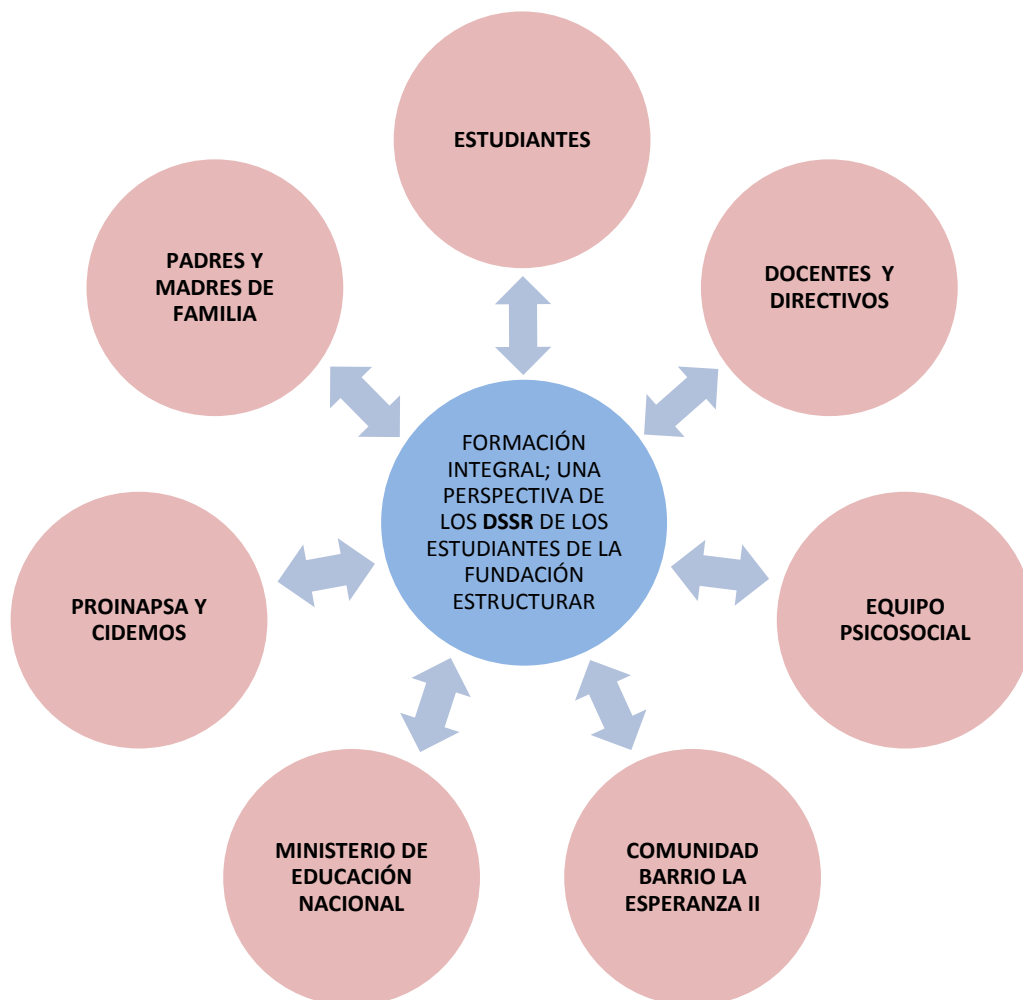 ESTUDIANTES
PADRES Y
MADRES DE
FAMILIA
DOCENTES Y
DIRECTIVOS
FORMACIÓN
INTEGRAL; UNA
PERSPECTIVA DE
LOS DSSR DE LOS
ESTUDIANTES DE LA
FUNDACIÓN
ESTRUCTURAR
PROINAPSA Y
CIDEMOS
EQUIPO
PSICOSOCIAL
MINISTERIO DE
EDUCACIÓN
NACIONAL
COMUNIDAD
BARRIO LA
ESPERANZA II